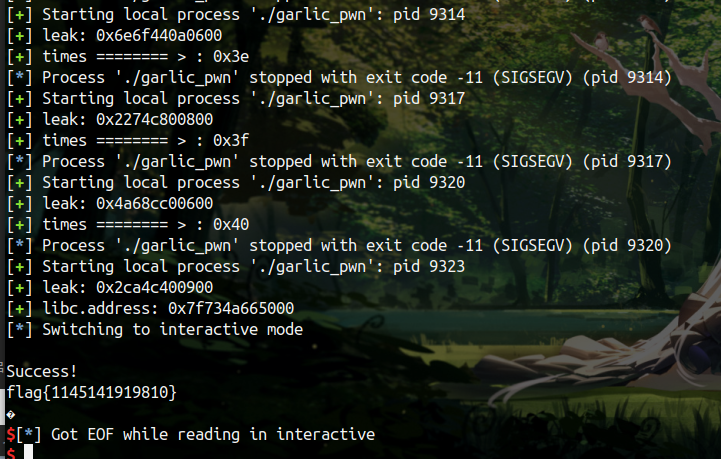 [+] Starting local process './garlic_pwn': pid 9314
[+] leak: 0x6e6f440a0600
[+] times ======== > : 0x3e
[*] Process './garlic_pwn' stopped with exit code -11 (SIGSEGV) (pid 9314)
[+] Starting local process './garlic_pwn': pid 9317
[+] leak: 0x2274c800800
[+] times ======== > : 0x3f
[*] Process './garlic_pwn' stopped with exit code -11 (SIGSEGV) (pid 9317)
[+] Starting local process './garlic_pwn': pid 9320
[+] leak: 0x4a68cc00600
[+] times ======== > : 0x40
[*] Process './garlic_pwn' stopped with exit code -11 (SIGSEGV) (pid 9320)
[+] Starting local process './garlic_pwn': pid 9323
[+] leak: 0x2ca4c400900
[+] libc.address: 0x7f734a665000
[*] Switching to interactive mode
Success!
flag{1145141919810}
�
$[*] Got EOF while reading in interactive
$